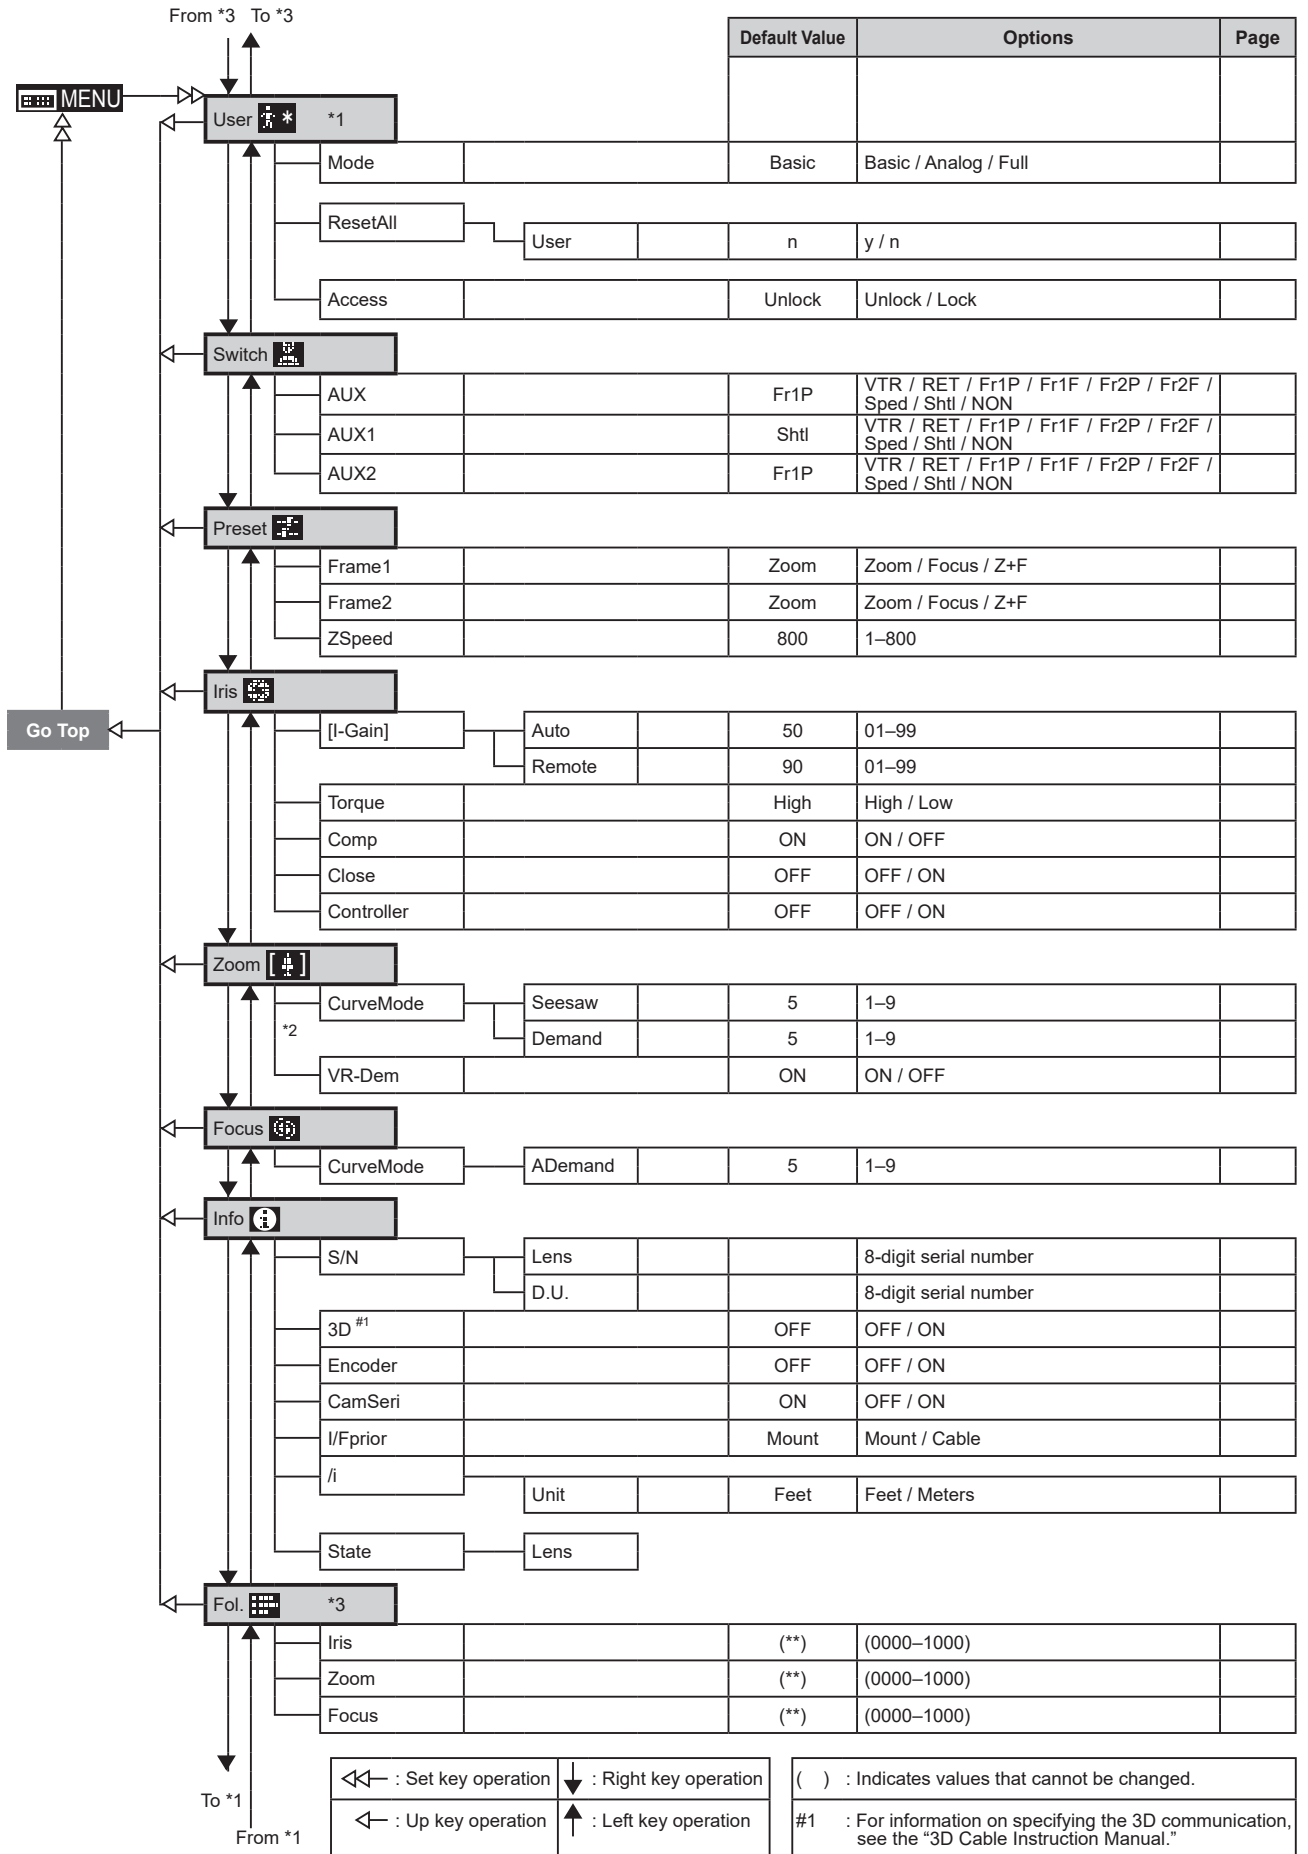 From *3 To *3
Default Value Options Page
MENU
User * *1
Mode Basic Basic / Analog / Full
ResetAll
User n y / n
Access Unlock Unlock / Lock
Switch
AUX Fr1P VTR / RET / Fr1P / Fr1F / Fr2P / Fr2F /
Sped / Shtl / NON
AUX1 Shtl VTR / RET / Fr1P / Fr1F / Fr2P / Fr2F /
Sped / Shtl / NON
AUX2 Fr1P VTR / RET / Fr1P / Fr1F / Fr2P / Fr2F /
Sped / Shtl / NON
Preset
Frame1 Zoom Zoom / Focus / Z+F
Frame2 Zoom Zoom / Focus / Z+F
ZSpeed 800 1–800
Iris
Go Top
[I-Gain] Auto 50 01–99
Remote 90 01–99
Torque High High / Low
Comp ON ON / OFF
Close OFF OFF / ON
Controller OFF OFF / ON
Zoom
CurveMode Seesaw 5 1–9
*2
Demand 5 1–9
VR-Dem ON ON / OFF
Focus
CurveMode ADemand 5 1–9
Info
S/N Lens 8-digit serial number
D.U. 8-digit serial number
3D #1 OFF OFF / ON
Encoder OFF OFF / ON
CamSeri ON OFF / ON
I/Fprior Mount Mount / Cable
/i
Unit Feet Feet / Meters
State Lens
Fol. *3
Iris (**) (0000–1000)
Zoom (**) (0000–1000)
Focus (**) (0000–1000)
To *1
From *1
: Set key operation : Right key operation
: Up key operation : Left key operation
( ) : Indicates values that cannot be changed.
#1 : For information on specifying the 3D communication,
see the “3D Cable Instruction Manual.”